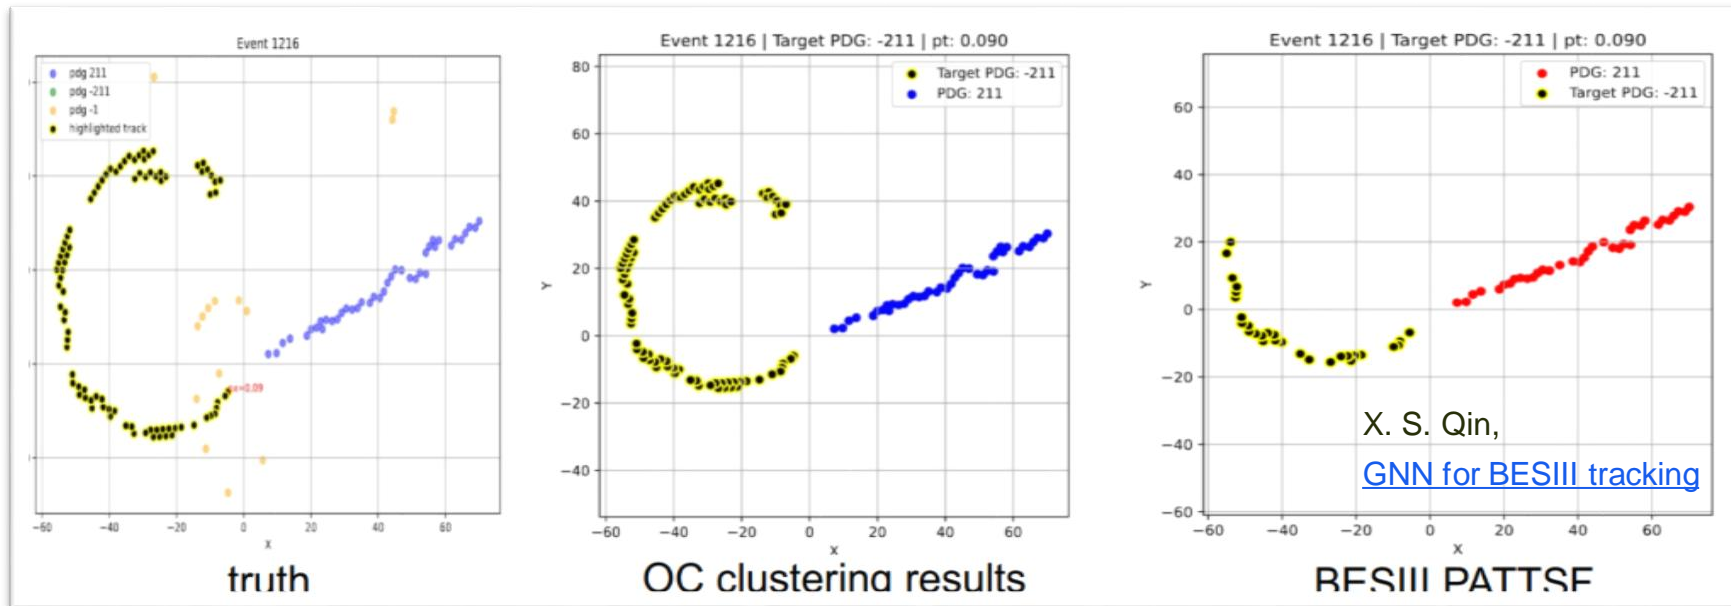 Event 1216
pdg 211
pdg -211
pdg -1
highlighted track
=0.09
−60 −40 −20 0 20 40 60
X
truth
Event 1216 | Target PDG: -211 | pt: 0.090
Target PDG: -211
PDG: 211
80
60
40
20
0
−20
−40
Y
−60 −40 −20 0 20 40 60
X
OC clustering results
Event 1216 | Target PDG: -211 | pt: 0.090
PDG: 211
Target PDG: -211
60
40
20
0
−20
−40
−60
Y
X. S. Qin,
GNN for BESIII tracking
−60 −40 −20 0 20 40 60
X
BESIII PATTSF